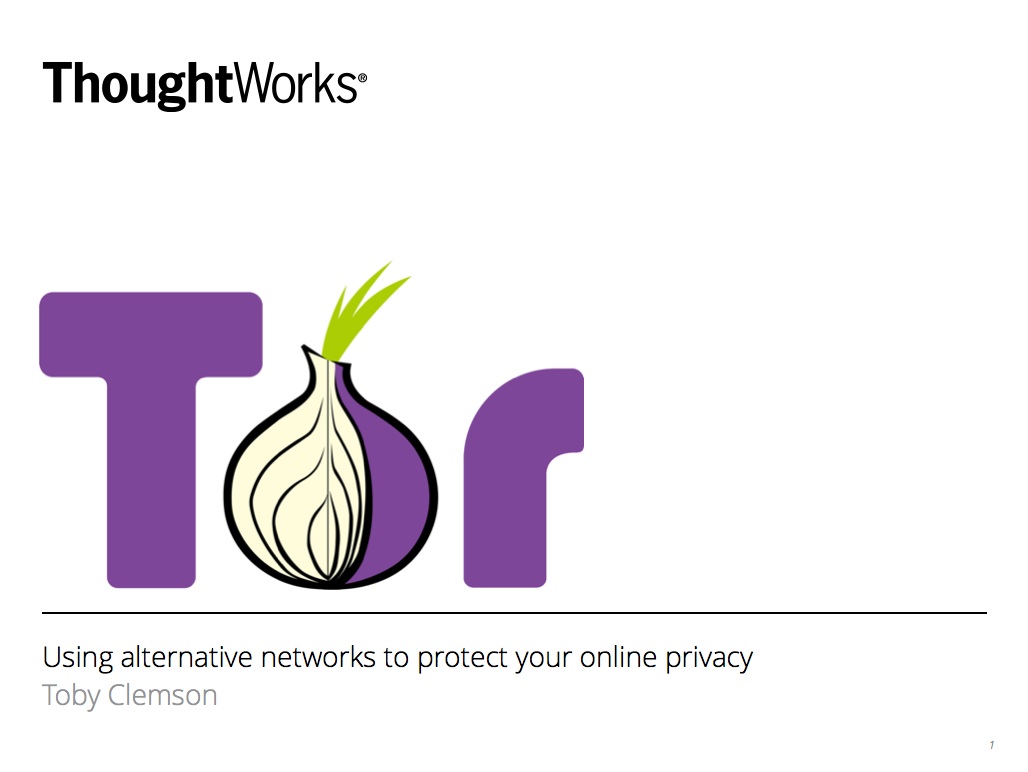 ThoughtWorks®
Tor
Using alternative networks to protect your online privacy
Toby Clemson
1